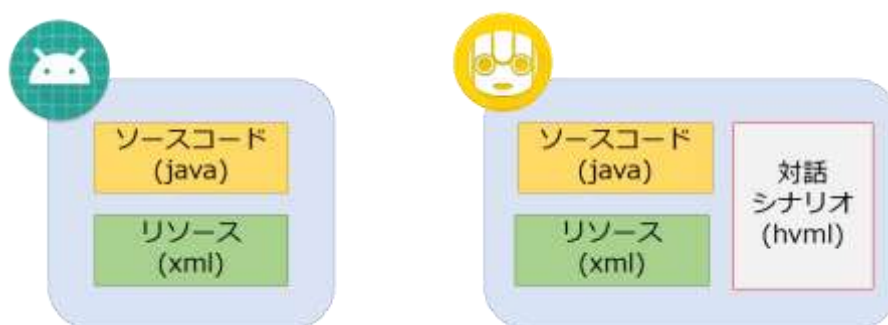 ソースコード
(java)
リソース
(xml)
ソースコード
(java)
リソース
(xml)
対話
シナリオ
(hvml)